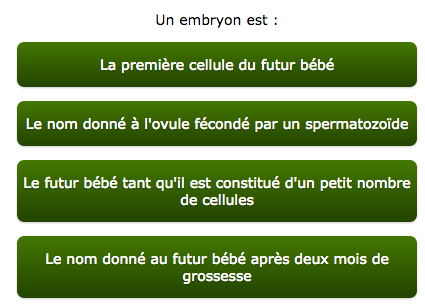 Un embryon est :
La première cellule du futur bébé
Le nom donné à l'ovule fécondé par un spermatozoïde
Le futur bébé tant qu'il est constitué d'un petit nombre
de cellules
Le nom donné au futur bébé après deux mois de
grossesse